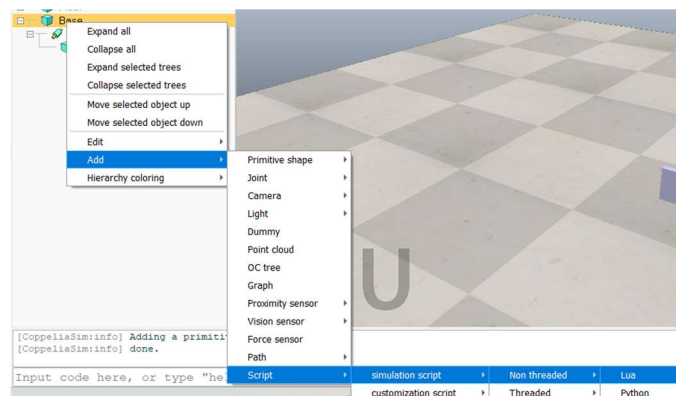 Base
Expand all
Collapse all
Expand selected trees
Collapse selected trees
Move selected object up
Move selected object down
Edit
Add
Hierarchy coloring
Primitive shape
Joint
Camera
Light
Dummy
Point cloud
OC tree
Graph
Proximity sensor
Vision sensor
Force sensor
Path
Script
simulation script
Non threaded
Lua
customization script
Threaded
Python
U
[CoppeliaSim:info] Adding a
[CoppeliaSim:info] done.
Input code here, or type